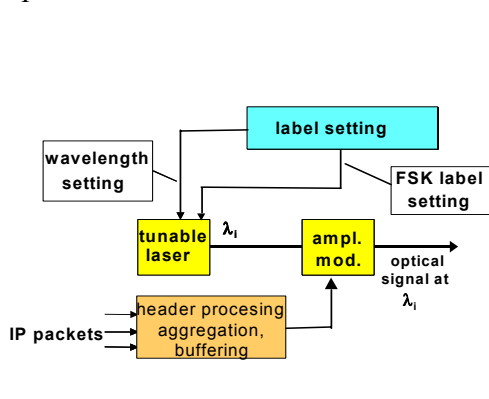 label setting
wavelength
setting
FSK label
setting
tunable
laser
λi
ampl.
mod.
optical
signal at
λi
header procesing
aggregation,
buffering
IP packets